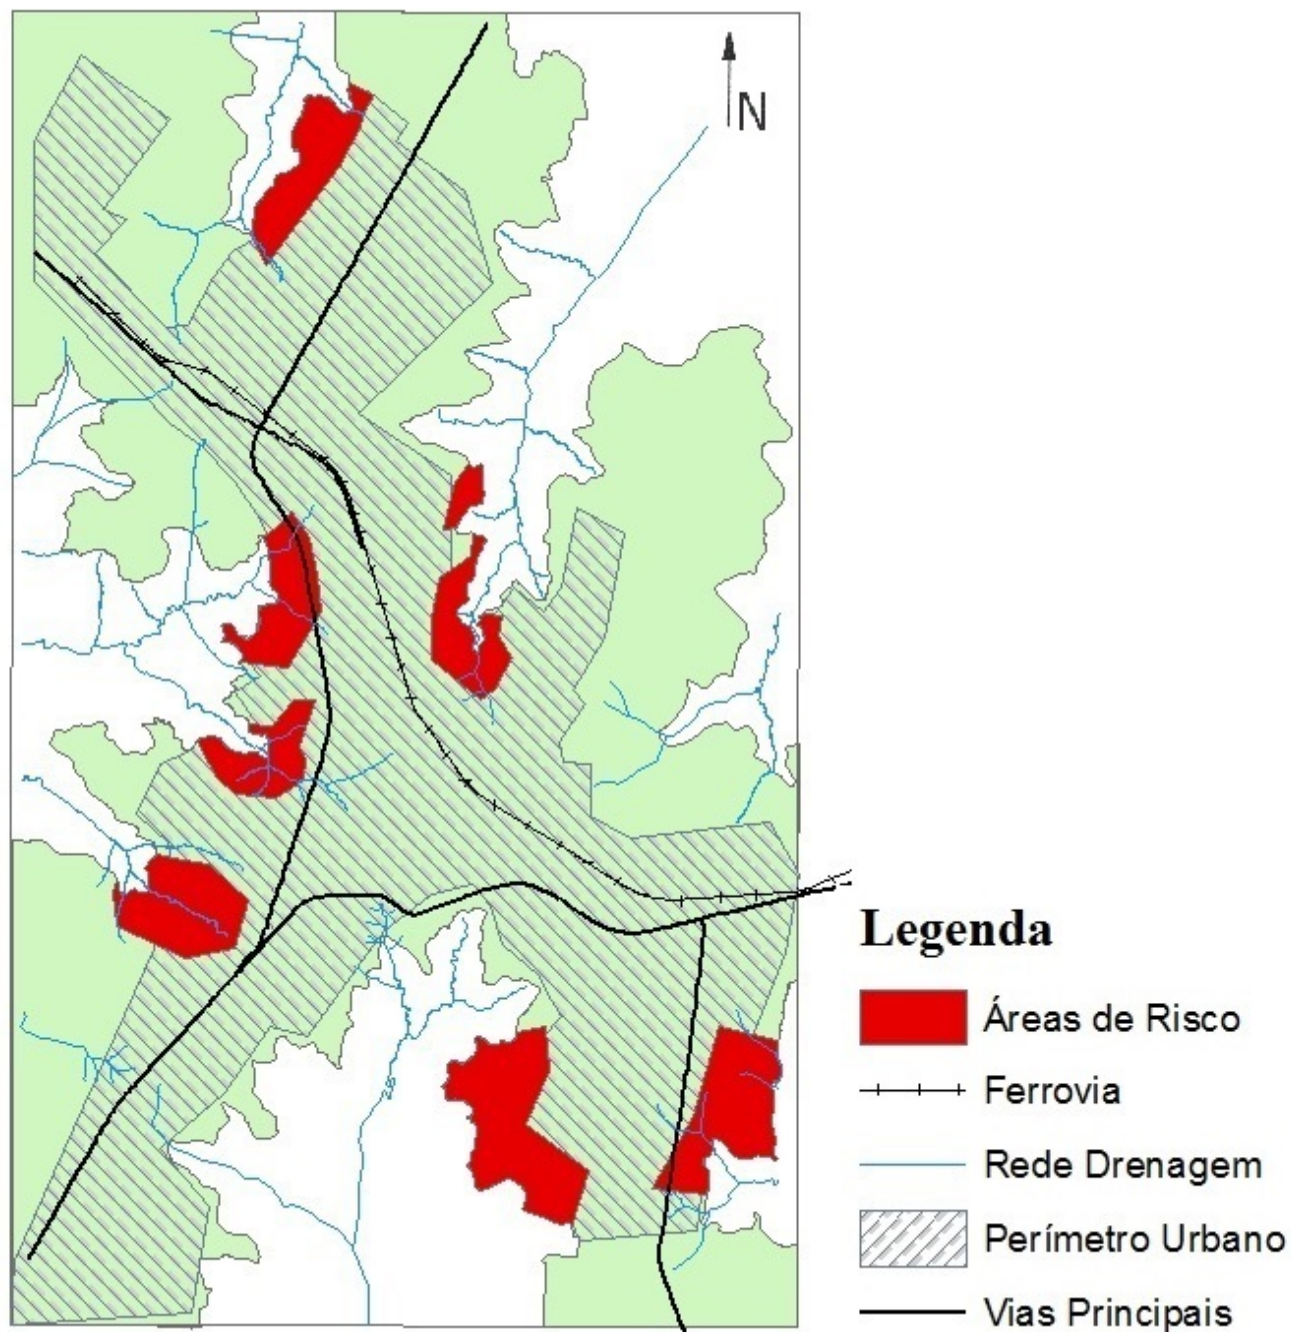 N
Legenda
Áreas de Risco
Ferrovia
Rede Drenagem
Perímetro Urbano
Vias Principais